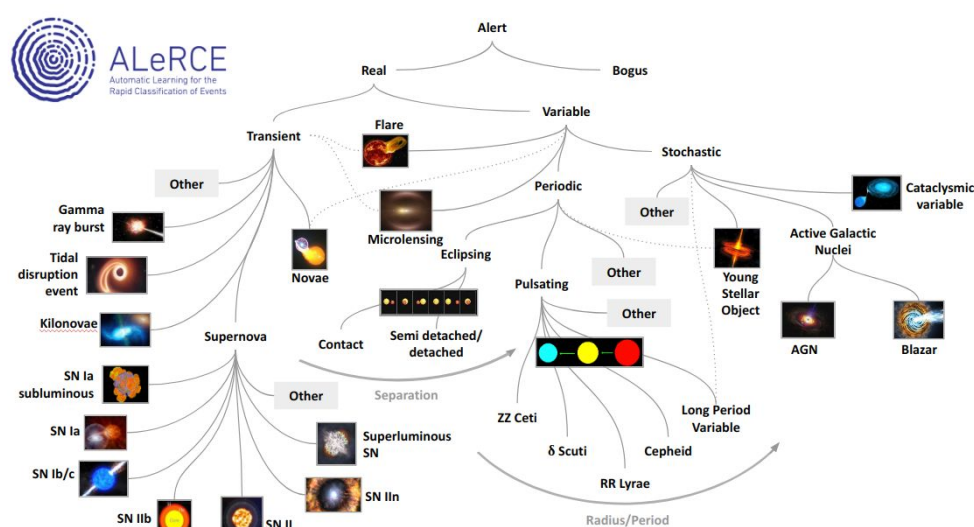 ALeRCE
Automatic Learning for the
Rapid Classification of Events
Alert
Real
Bogus
Variable
Transient
Flare
Stochastic
Other
Periodic
Cataclysmic
variable
Gamma
ray burst
Other
Microlensing
Active Galactic
Nuclei
Tidal
disruption
event
Novae
Eclipsing
Other
Young
Stellar
Object
Pulsating
Kilonovae
Supernova
Contact
Semi detached/
detached
Other
AGN
Blazar
SN Ia
subluminous
Other
Separation
ZZ Ceti
Long Period
Variable
SN Ia
Superluminous
SN
δ Scuti
Cepheid
SN Ib/c
RR Lyrae
SN IIn
SN IIb
SN II
Radius/Period